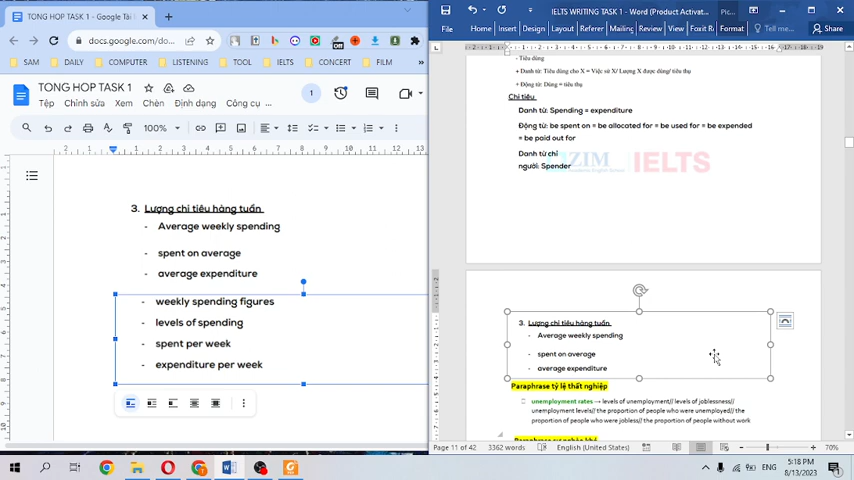 TONG HOP TASK 1 - Google Tài l
docs.google.com/do...
Off
SAM
DAILY
COMPUTER
LISTENING
TOOL
IELTS
CONCERT
FILM
TONG HOP TASK 1
Tệp
Chỉnh sửa
Xem
Chèn
Định dạng
Công cụ ...
1
100%
3. Lượng chi tiêu hàng tuần
- Average weekly spending
- spent on average
- average expenditure
- weekly spending figures
- levels of spending
- spent per week
- expenditure per week
IELTS WRITING TASK 1 - Word (Product Activat...
Pic...
File
Home
Insert
Design
Layout
Referer
Mailing
Review
View
Foxit R
Format
Tell me...
Share
- Tiêu dùng
+ Danh từ: Tiêu dùng cho X = Việc sử X/ Lượng X được dùng/ tiêu thụ
+ Động từ: Dùng = tiêu thụ
Chi tiêu
Danh từ: Spending = expenditure
Động từ: be spent on = be allocated for = be used for = be expended
= be paid out for
Danh từ chỉ
người: Spender
ZIM
IELTS
3. Lượng chi tiêu hàng tuần
- Average weekly spending
- spent on average
- average expenditure
Paraphrase tỷ lệ thất nghiệp
unemployment rates → levels of unemployment// levels of joblessness//
unemployment levels// the proportion of people who were unemployed// the
proportion of people who were jobless// the proportion of people without work
Page 11 of 42
3362 words
English (United States)
70%
ENG
5:18 PM
8/13/2023